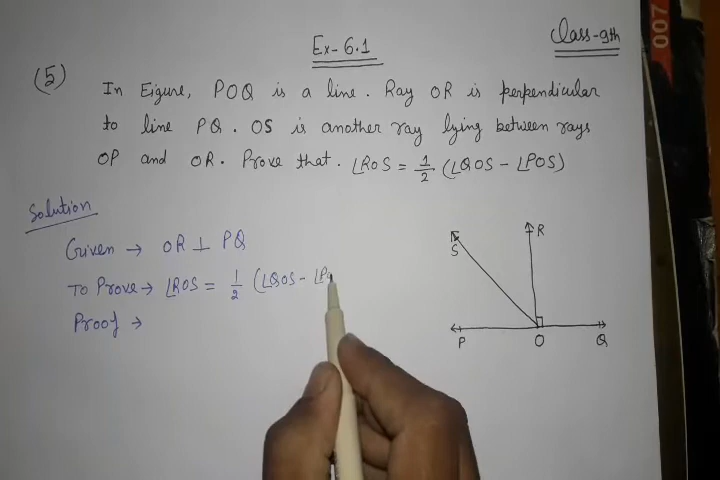 Ex-6.1
Class-9th
007
(5)
In Figure, POQ is a line. Ray OR is perpendicular
to line PQ. OS is another ray lying between rays
OP and OR. Prove that. ∠ROS = 1/2 (∠QOS - ∠POS)
Solution
Given → OR ⊥ PQ
To Prove → ∠ROS = 1/2 (∠QOS - ∠PO
Proof →
R
S
P
O
Q